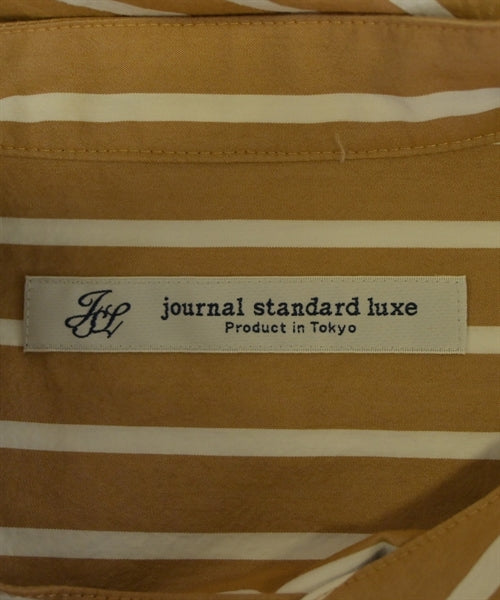 JSL
journal standard luxe
Product in Tokyo